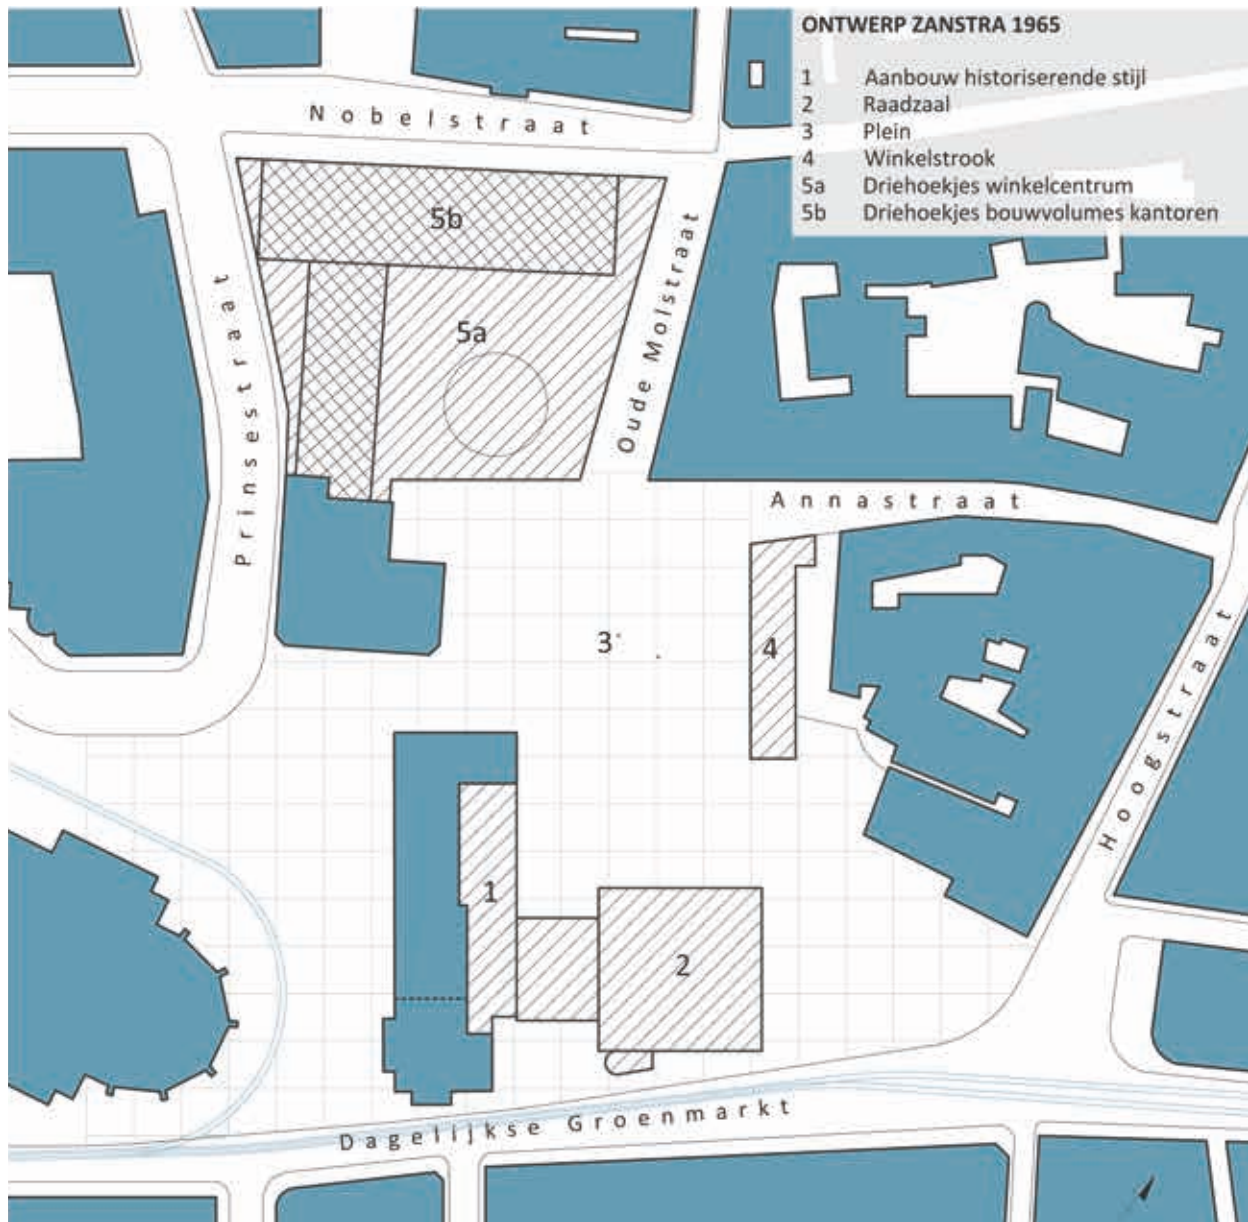 ONTWERP ZANSTRA 1965
1 Aanbouw historiserende stijl
2 Raadzaal
3 Plein
4 Winkelstrook
5a Driehoekjes winkelcentrum
5b Driehoekjes bouwvolumes kantoren
Nobelstraat
5b
5a
Oude Molstraat
Prinsestraat
Annastraat
3
4
Hoogstraat
1
2
Dagelijkse Groenmarkt